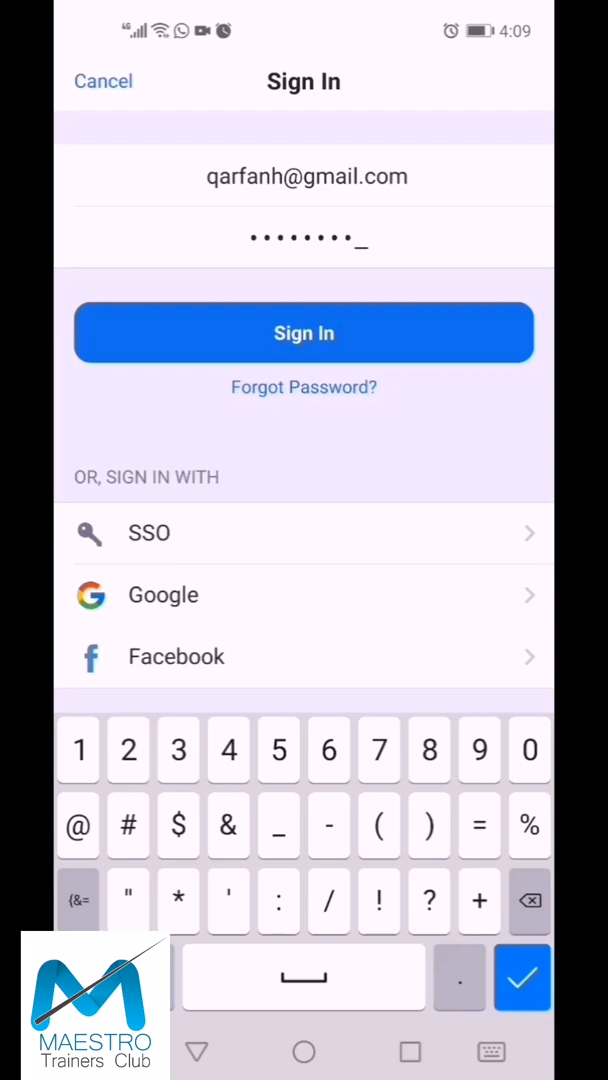 4G 4:09
Cancel Sign In
qarfanh@gmail.com
••••••••_
Sign In
Forgot Password?
OR, SIGN IN WITH
SSO
Google
Facebook
1 2 3 4 5 6 7 8 9 0
@ # $ & _ - ( ) = %
{&= " * ' : / ! ? +
.
MAESTRO
Trainers Club